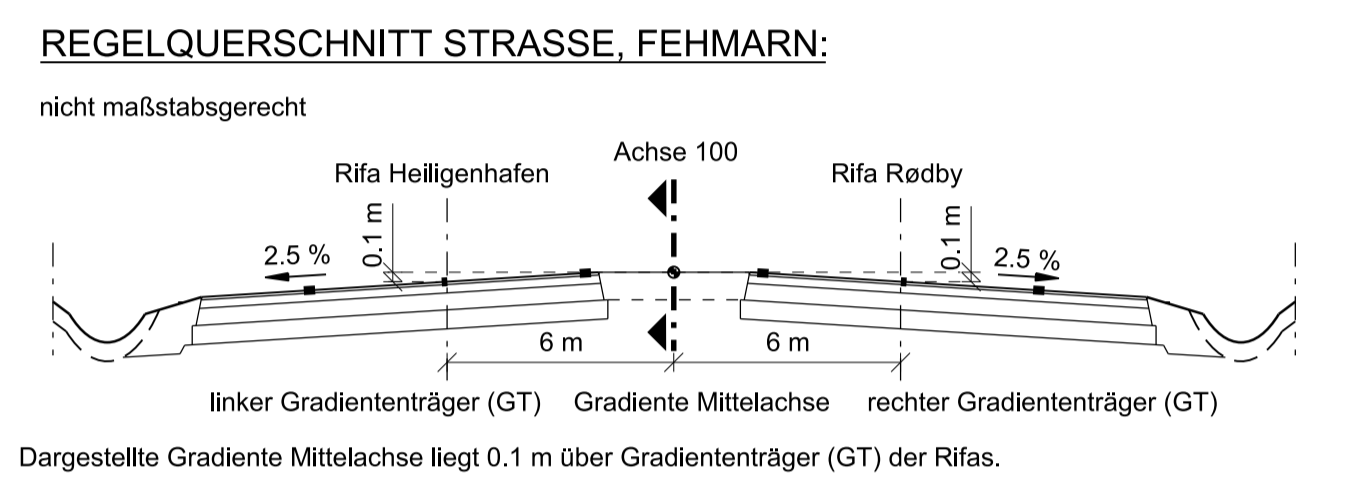 REGELQUERSCHNITT STRASSE, FEHMARN:
nicht maßstabsgerecht
Achse 100
Rifa Heiligenhafen
Rifa Rødby
0.1 m
0.1 m
2.5 %
2.5 %
6 m
6 m
linker Gradiententräger (GT)
Gradiente Mittelachse
rechter Gradiententräger (GT)
Dargestellte Gradiente Mittelachse liegt 0.1 m über Gradiententräger (GT) der Rifas.